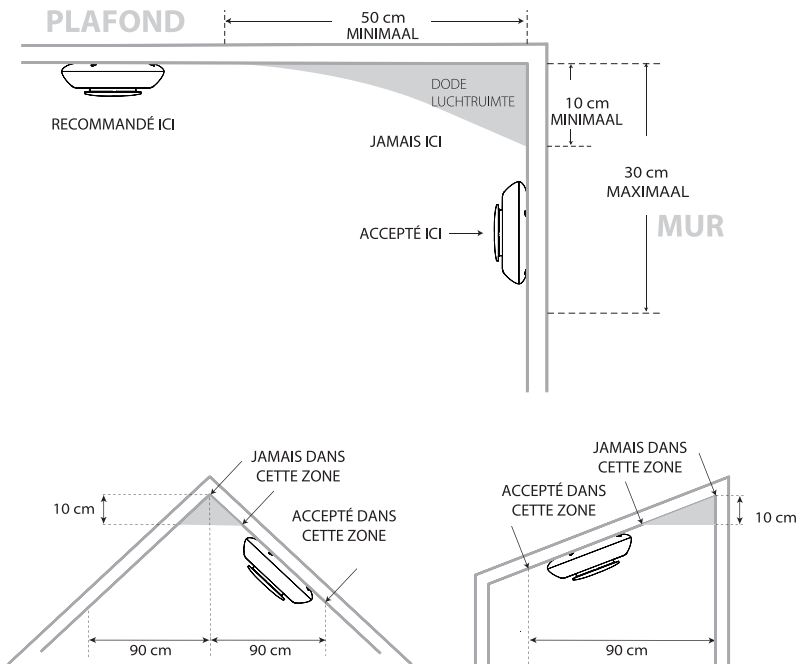 PLAFOND
50 cm
MINIMAAL
DODE
LUCHTRUIMTE
10 cm
MINIMAAL
RECOMMANDÉ ICI
JAMAIS ICI
30 cm
MAXIMAAL
ACCEPTÉ ICI
MUR
JAMAIS DANS
CETTE ZONE
10 cm
ACCEPTÉ DANS
CETTE ZONE
90 cm
90 cm
JAMAIS DANS
CETTE ZONE
ACCEPTÉ DANS
CETTE ZONE
10 cm
90 cm